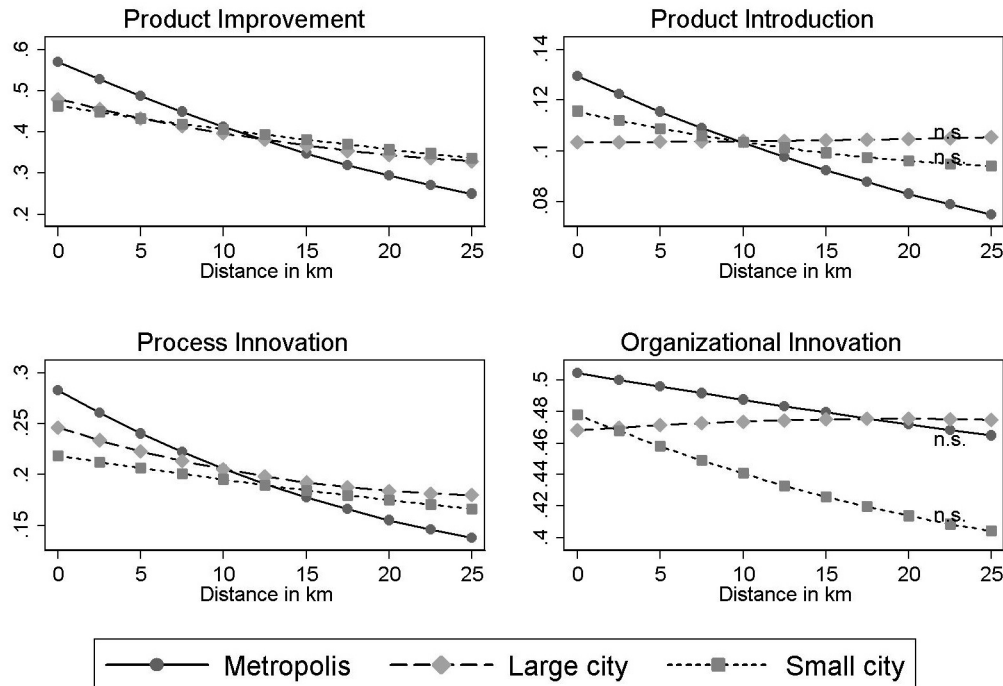 Product Improvement
.6
.5
.4
.3
.2
0 5 10 15 20 25
Distance in km
Product Introduction
.14
.12
.1
.08
n.s.
n.s.
0 5 10 15 20 25
Distance in km
Process Innovation
.3
.25
.2
.15
0 5 10 15 20 25
Distance in km
Organizational Innovation
.5
.48
.46
.44
.42
.4
n.s.
n.s.
0 5 10 15 20 25
Distance in km
Metropolis Large city Small city